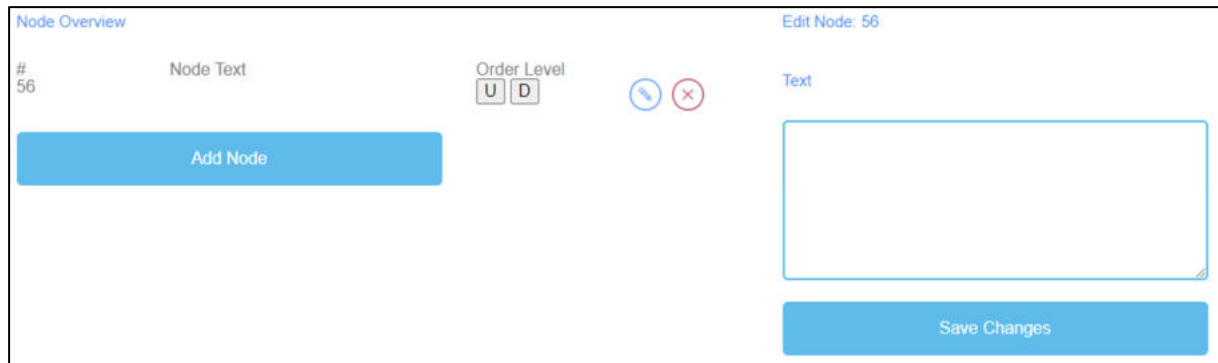 Node Overview
# Node Text Order Level
56 U D
Add Node
Edit Node: 56
Text
Save Changes